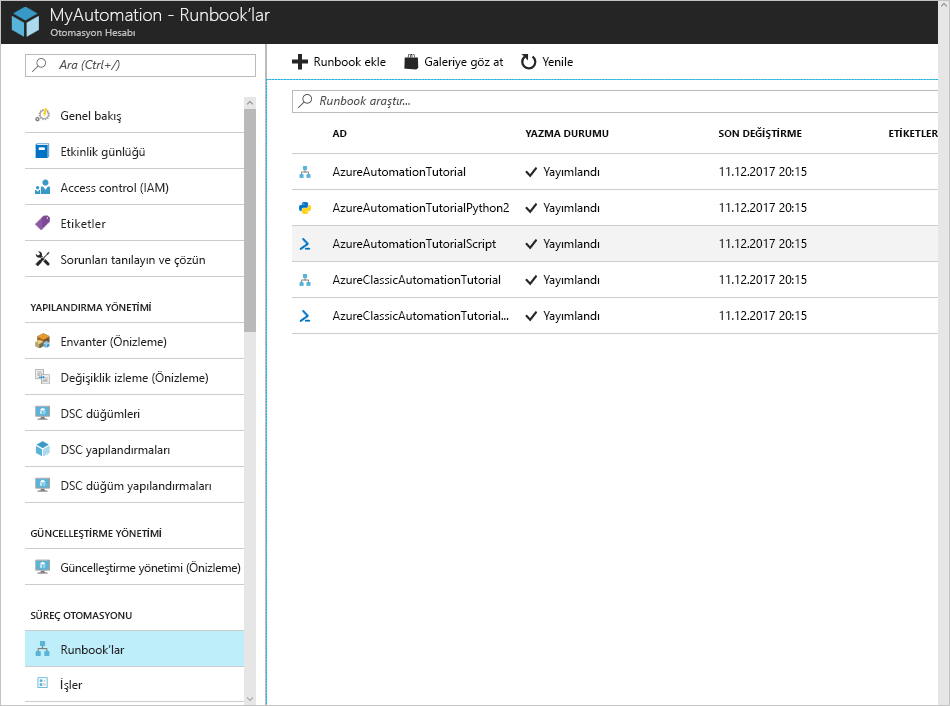 MyAutomation - Runbook’lar
Otomasyon Hesabı
Ara (Ctrl+/)
Genel bakış
Etkinlik günlüğü
Access control (IAM)
Etiketler
Sorunları tanılayın ve çözün
YAPILANDIRMA YÖNETİMİ
Envanter (Önizleme)
Değişiklik izleme (Önizleme)
DSC düğümleri
DSC yapılandırmaları
DSC düğüm yapılandırmaları
GÜNCELLEŞTİRME YÖNETİMİ
Güncelleştirme yönetimi (Önizleme)
SÜREÇ OTOMASYONU
Runbook’lar
İşler
Runbook ekle Galeriye göz at Yenile
Runbook araştır...
AD YAZMA DURUMU SON DEĞİŞTİRME ETİKETLER
AzureAutomationTutorial Yayımlandı 11.12.2017 20:15
AzureAutomationTutorialPython2 Yayımlandı 11.12.2017 20:15
AzureAutomationTutorialScript Yayımlandı 11.12.2017 20:15
AzureClassicAutomationTutorial Yayımlandı 11.12.2017 20:15
AzureClassicAutomationTutorial... Yayımlandı 11.12.2017 20:15